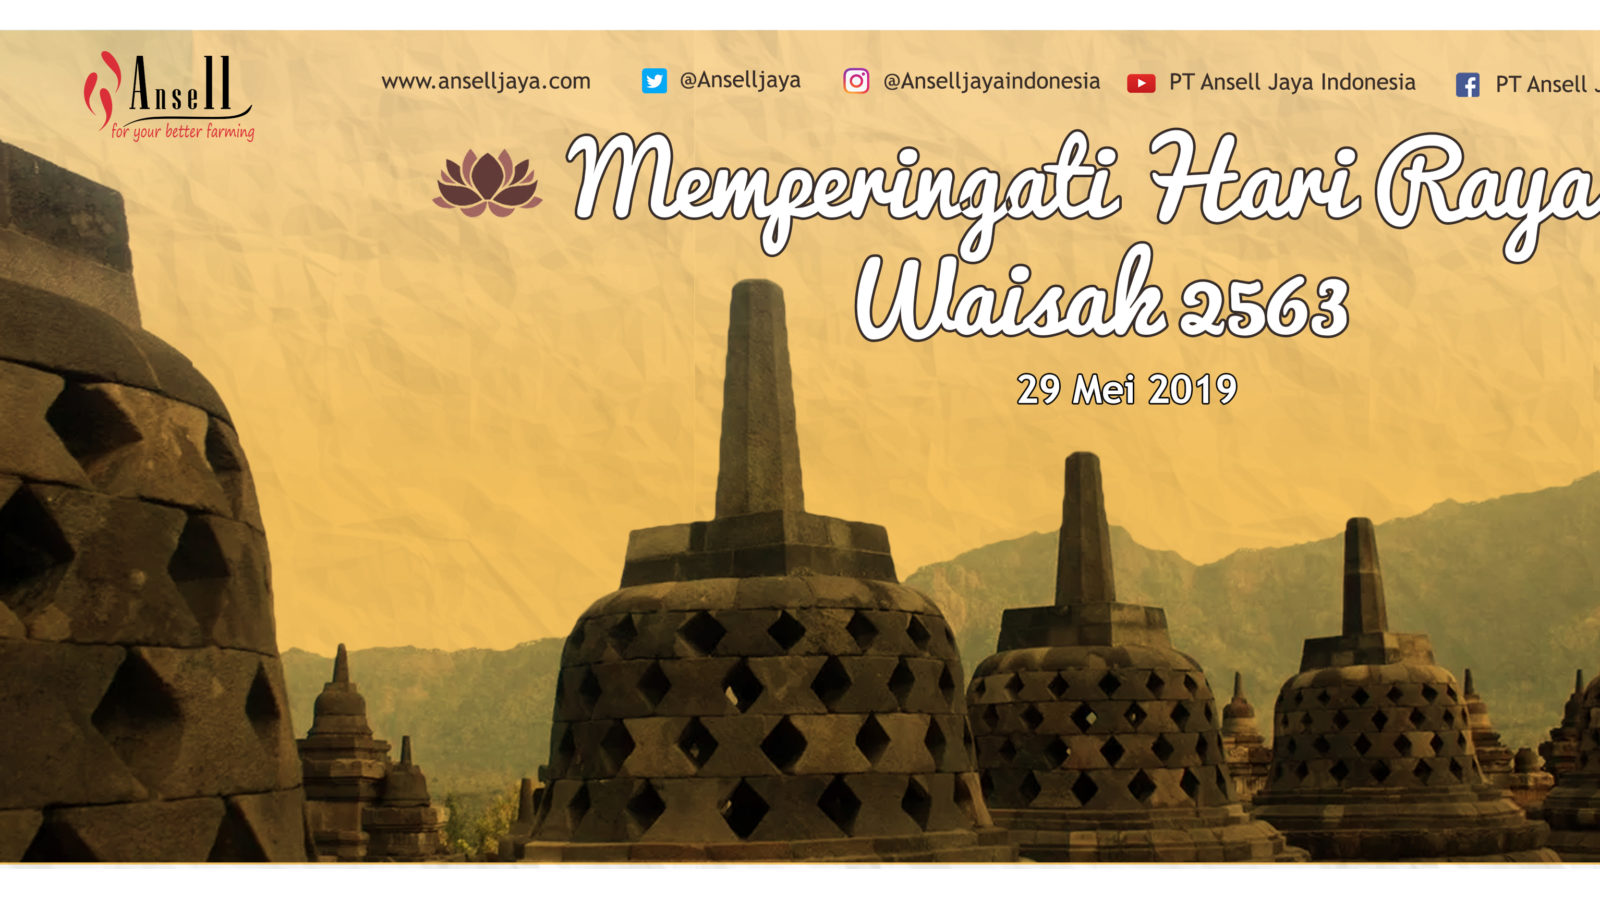 Ansell
for your better farming
www.anselljaya.com
@Anselljaya
@Anselljayaindonesia
PT Ansell Jaya Indonesia
PT Ansell J
Memperingati Hari Raya
Waisak 2563
29 Mei 2019